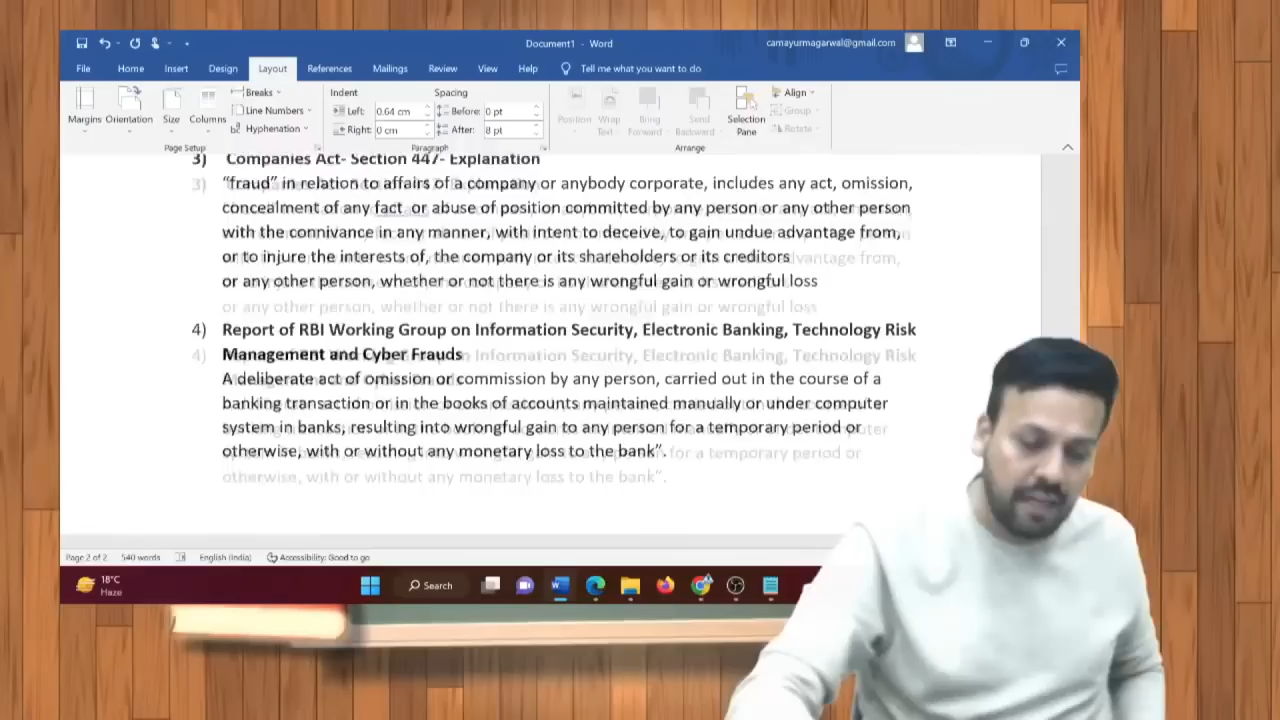 Document1 - Word
camayurmagarwal@gmail.com
File Home Insert Design Layout References Mailings Review View Help Tell me what you want to do
Margins Orientation Size Columns
Breaks
Line Numbers
Hyphenation
Page Setup
Indent
Left: 0.64 cm
Right: 0 cm
Spacing
Before: 0 pt
After: 8 pt
Paragraph
Position
Wrap Text
Bring Forward
Send Backward
Selection Pane
Align
Group
Rotate
Arrange
3) Companies Act- Section 447- Explanation
“fraud” in relation to affairs of a company or anybody corporate, includes any act, omission,
concealment of any fact or abuse of position committed by any person or any other person
with the connivance in any manner, with intent to deceive, to gain undue advantage from,
or to injure the interests of, the company or its shareholders or its creditors
or any other person, whether or not there is any wrongful gain or wrongful loss
4) Report of RBI Working Group on Information Security, Electronic Banking, Technology Risk
Management and Cyber Frauds
A deliberate act of omission or commission by any person, carried out in the course of a
banking transaction or in the books of accounts maintained manually or under computer
system in banks, resulting into wrongful gain to any person for a temporary period or
otherwise, with or without any monetary loss to the bank”.
Page 2 of 2 540 words English (India) Accessibility: Good to go
18°C
Haze
Search